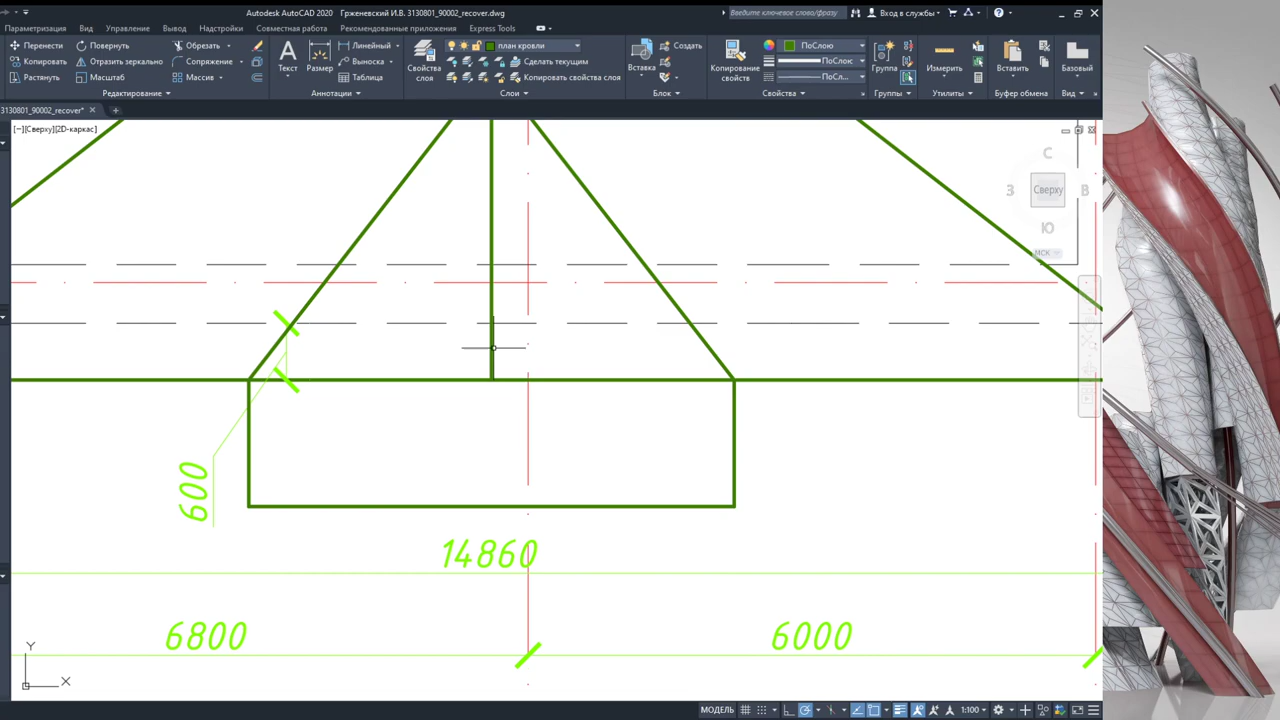 Autodesk AutoCAD 2020 Грженевский И.В. 3130801_90002_recover.dwg
Введите ключевое слово/фразу
Вход в службы
Параметризация Вид Управление Вывод Надстройки Совместная работа Рекомендованные приложения Express Tools
Перенести Повернуть Обрезать
Копировать Отразить зеркально Сопряжение
Растянуть Масштаб Массив
Редактирование
Текст
Размер
Линейный
Выноска
Таблица
Аннотации
Свойства слоя
план кровли
Сделать текущим
Копировать свойства слоя
Слои
Вставка
Создать
Блок
Копирование свойств
ПоСлою
ПоСлою
ПоСл...
Свойства
Группа
Группы
Измерить
Утилиты
Вставить
Буфер обмена
Базовый
Вид
3130801_90002_recover*
[−][Сверху][2D-каркас]
С
З Сверху В
Ю
МСК
600
14860
6800
6000
Y
X
МОДЕЛЬ
1:100